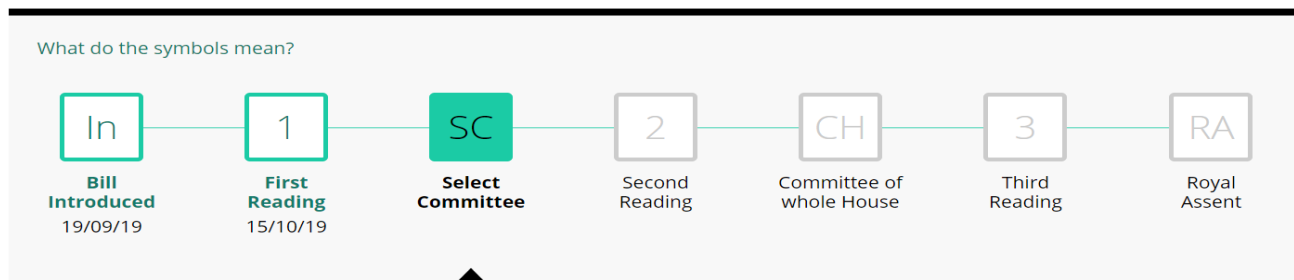 What do the symbols mean?
In 1 SC 2 CH 3 RA
Bill First Select Second Committee of Third Royal
Introduced Reading Committee Reading whole House Reading Assent
19/09/19 15/10/19